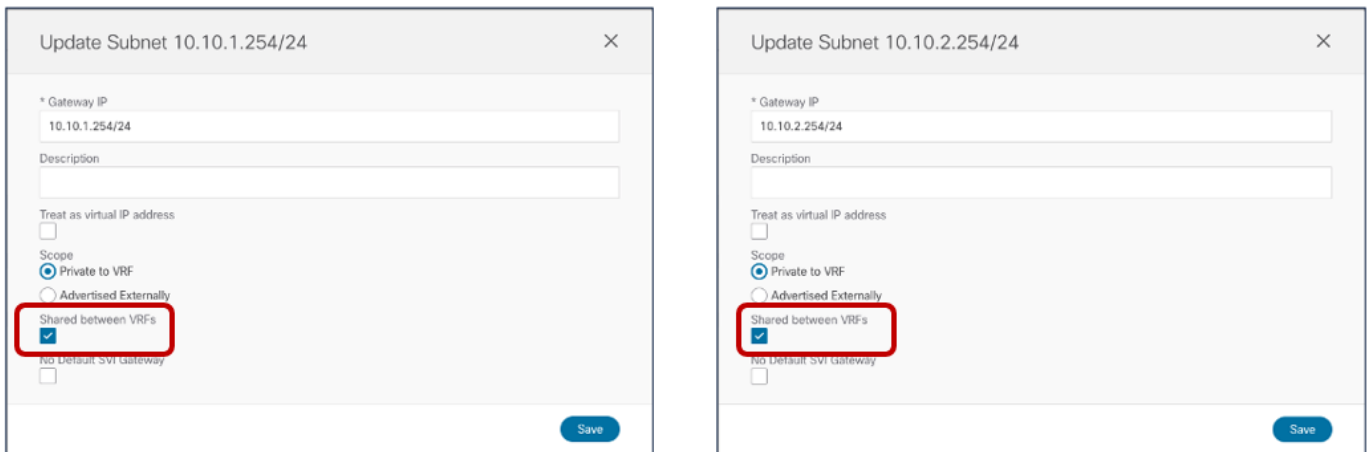 Update Subnet 10.10.1.254/24
* Gateway IP
10.10.1.254/24
Description
Treat as virtual IP address
Scope
Private to VRF
Advertised Externally
Shared between VRFs
No Default SVI Gateway
Save
Update Subnet 10.10.2.254/24
* Gateway IP
10.10.2.254/24
Description
Treat as virtual IP address
Scope
Private to VRF
Advertised Externally
Shared between VRFs
No Default SVI Gateway
Save